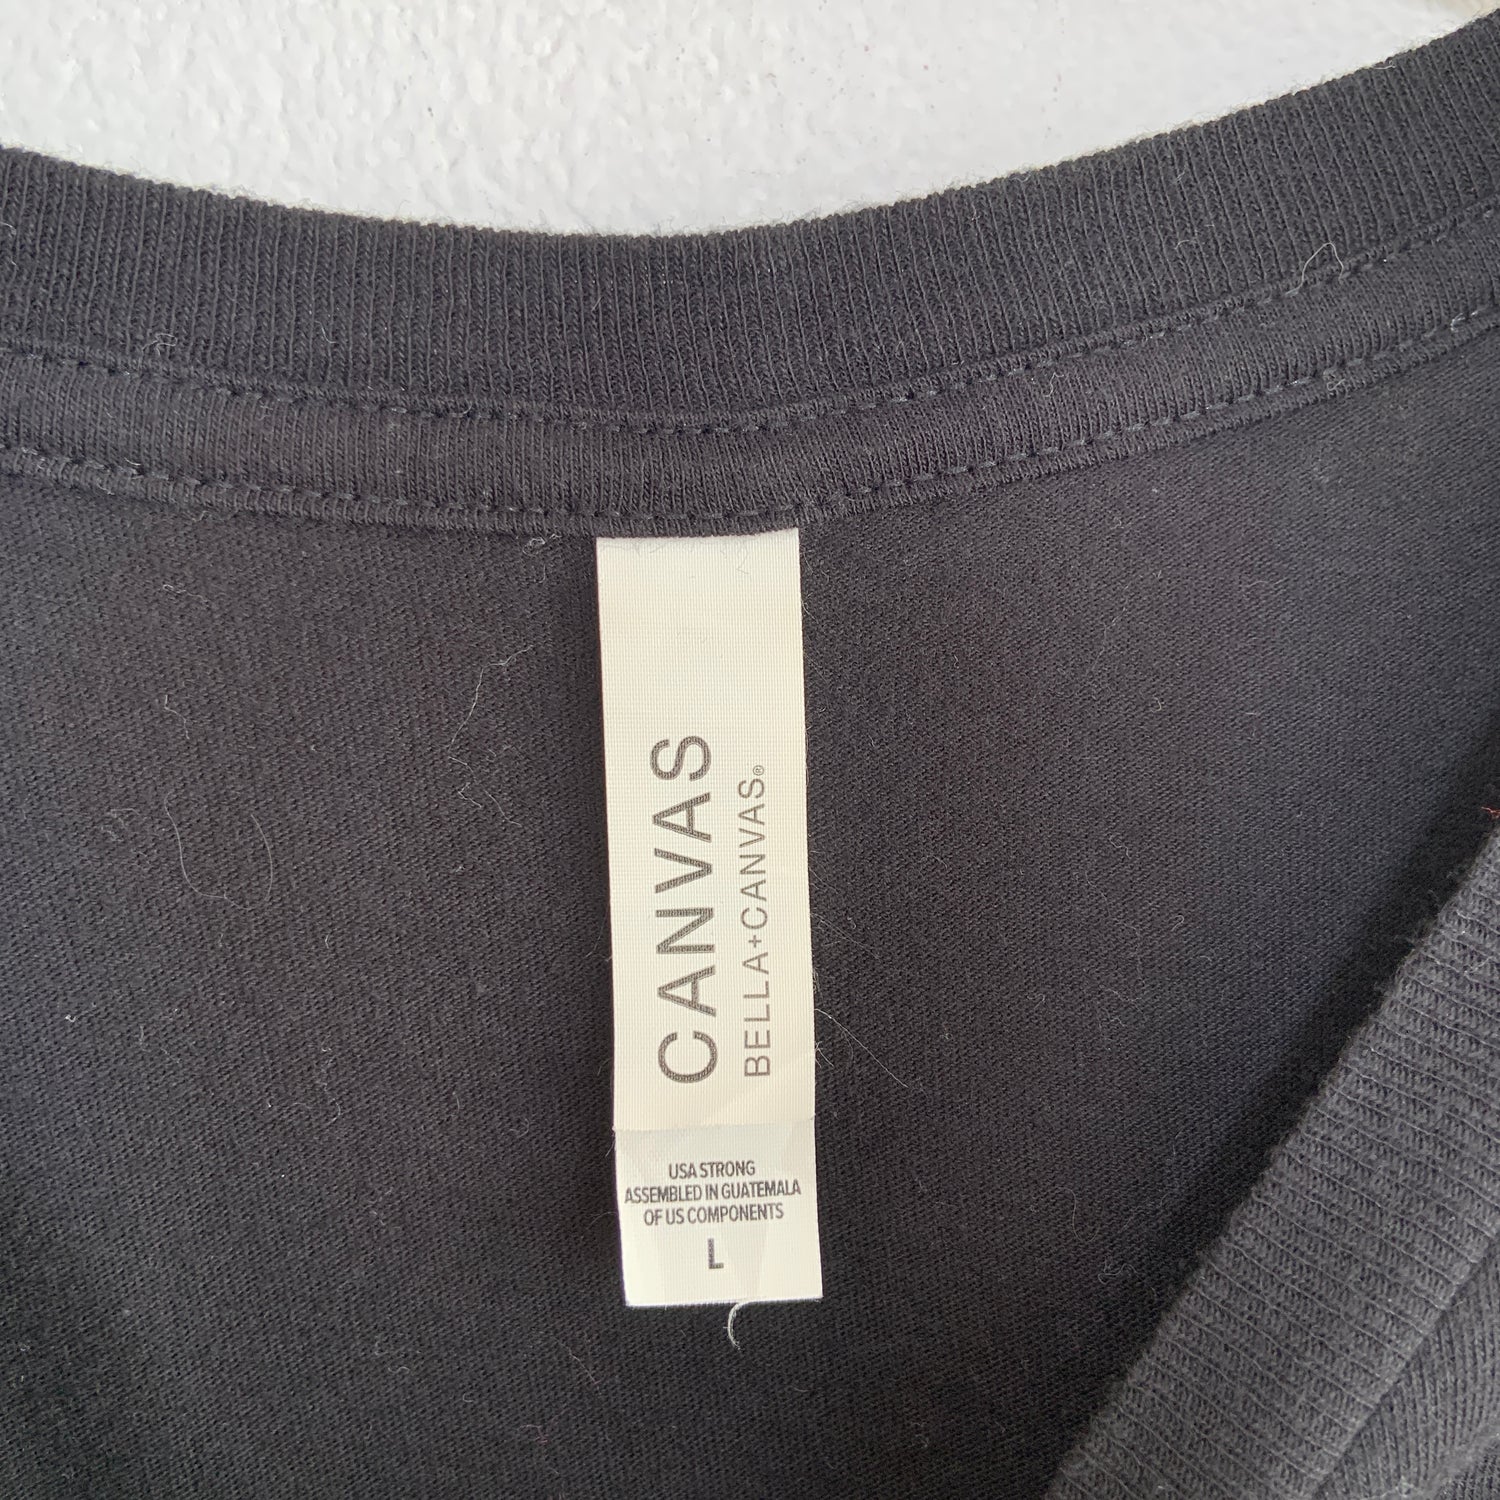 CANVAS
BELLA+CANVAS®
USA STRONG
ASSEMBLED IN GUATEMALA
OF US COMPONENTS
L